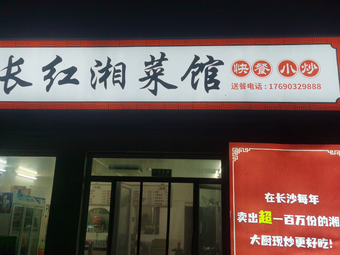 长红湘菜馆
快餐小炒
送餐电话：17690329888
在长沙每年
卖出超一百万份的湘
大厨现炒更好吃!